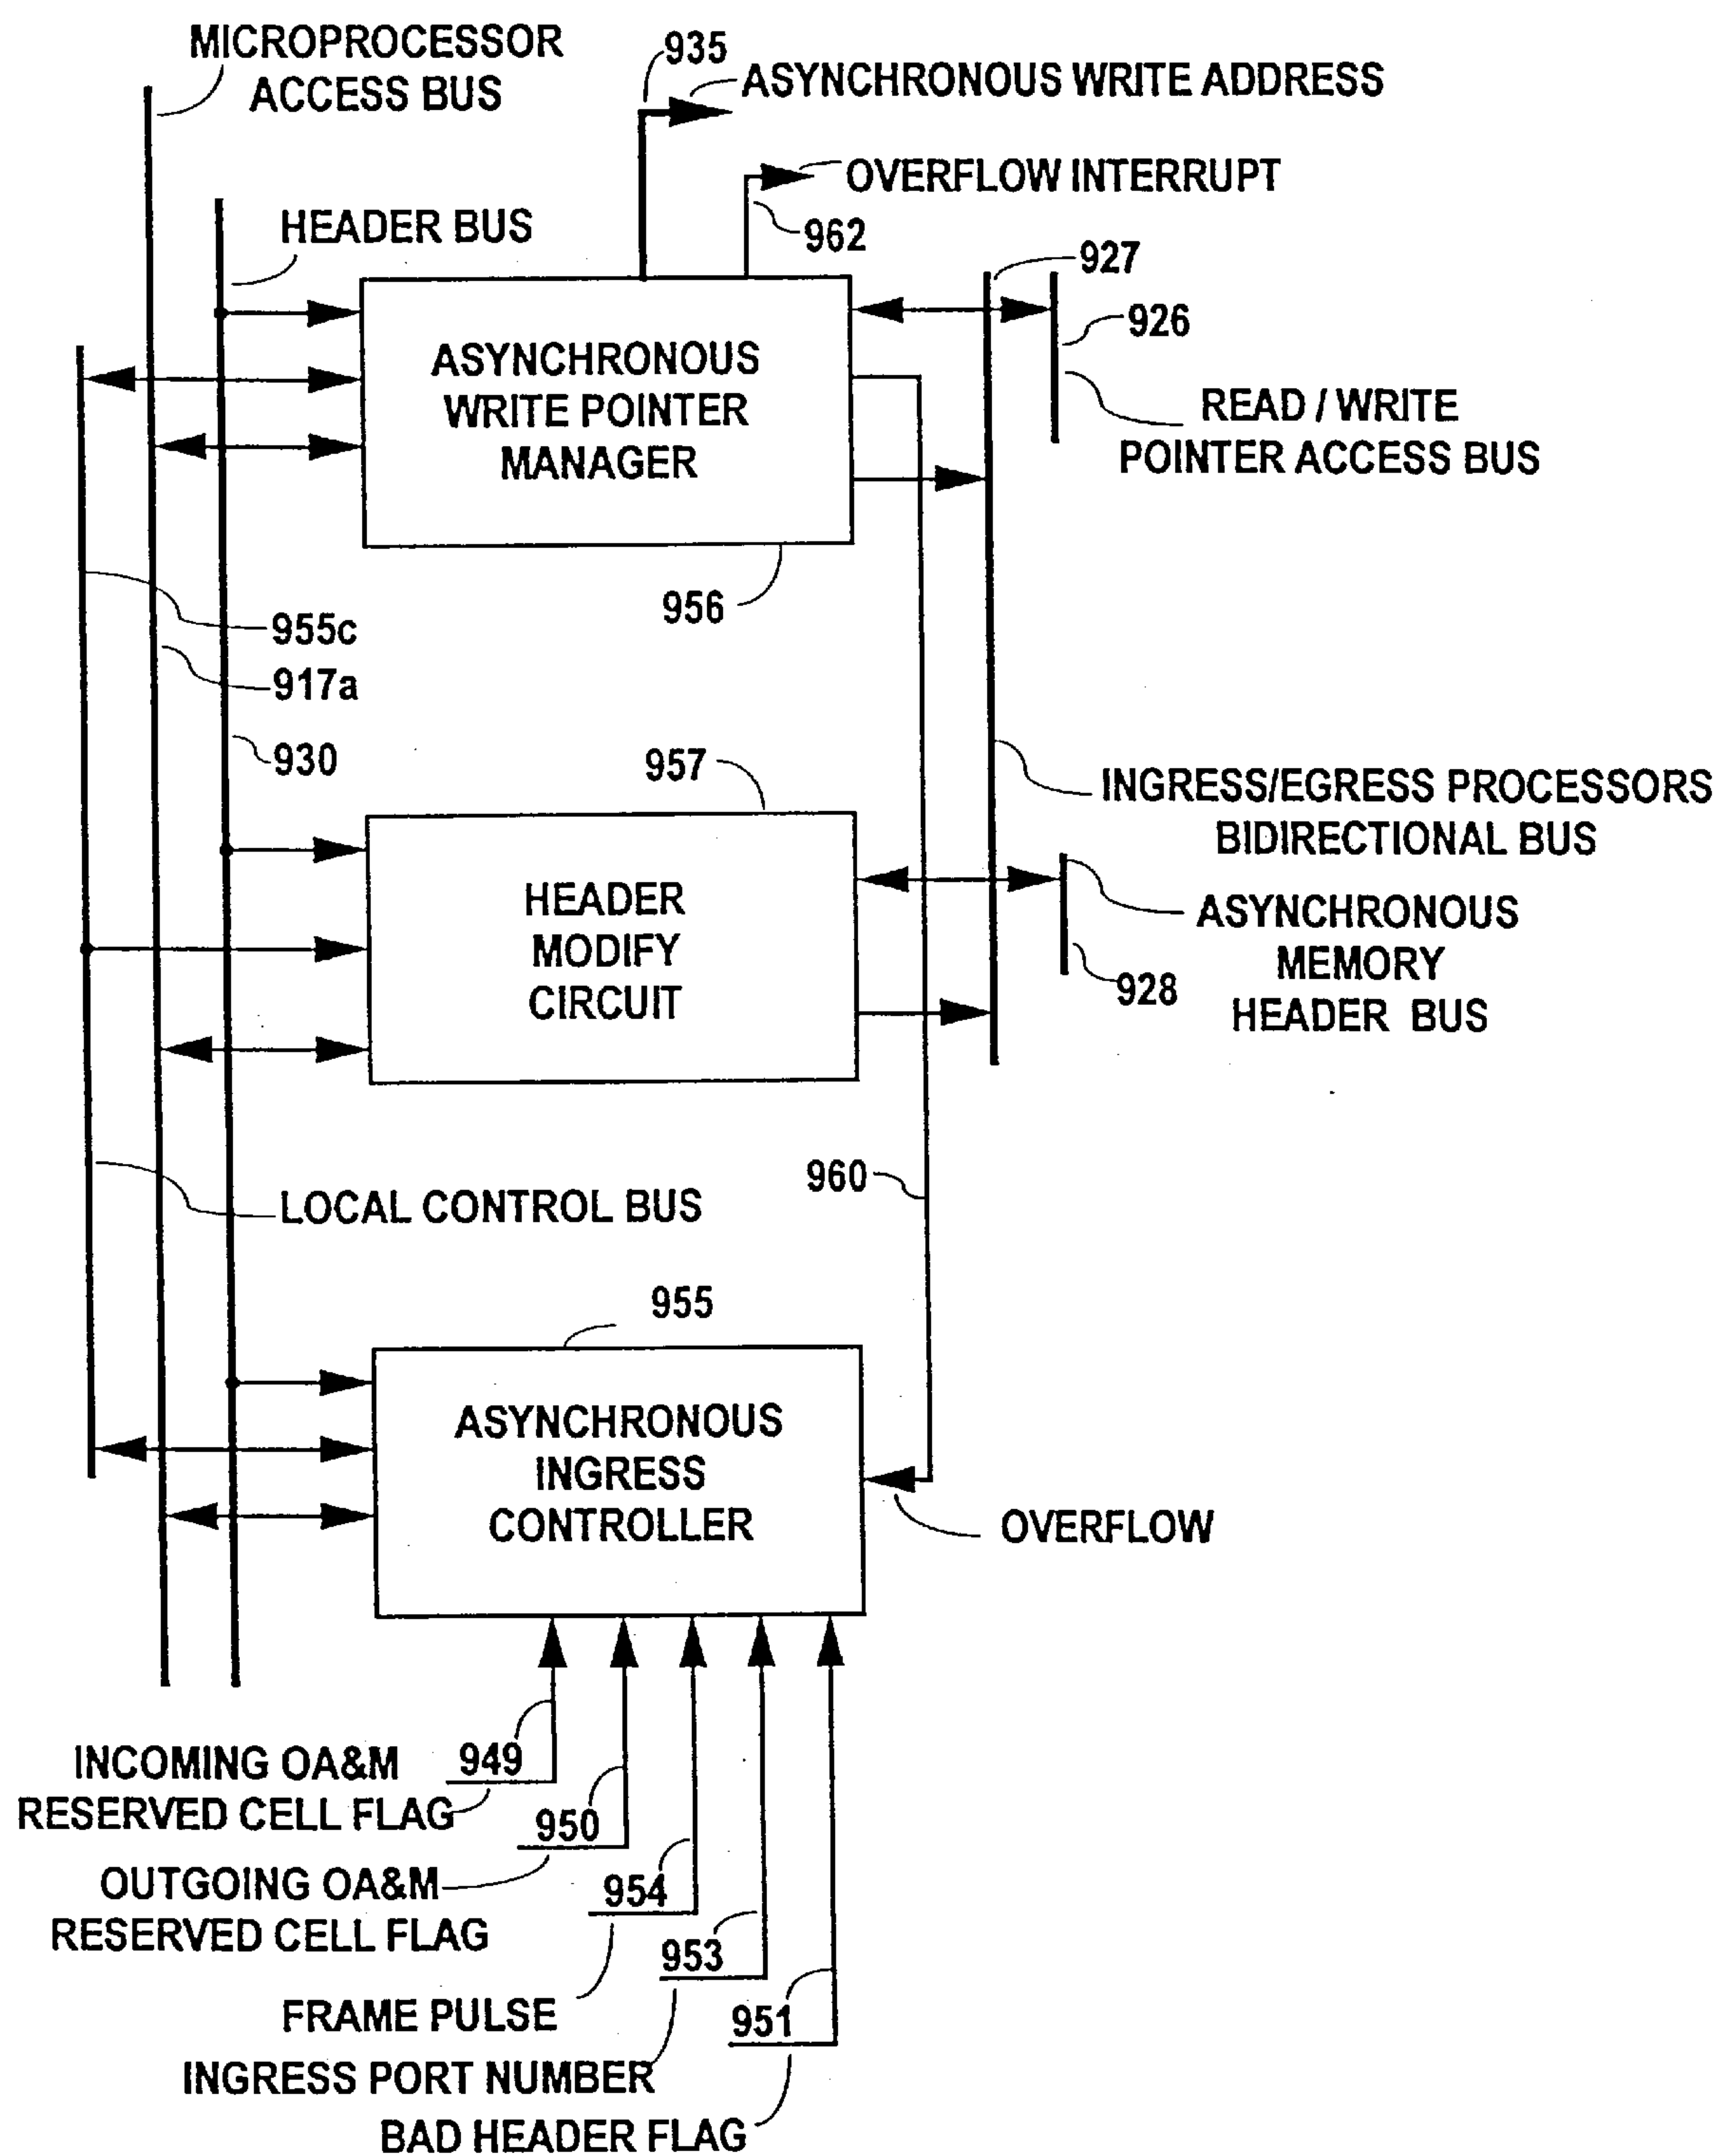 MICROPROCESSOR
ACCESS BUS
935
ASYNCHRONOUS WRITE ADDRESS
OVERFLOW INTERRUPT
962
HEADER BUS
927
926
READ / WRITE
POINTER ACCESS BUS
ASYNCHRONOUS
WRITE POINTER
MANAGER
956
955c
917a
930
957
INGRESS/EGRESS PROCESSORS
BIDIRECTIONAL BUS
HEADER
MODIFY
CIRCUIT
ASYNCHRONOUS
MEMORY
HEADER BUS
928
960
LOCAL CONTROL BUS
955
ASYNCHRONOUS
INGRESS
CONTROLLER
OVERFLOW
INCOMING OA&M
RESERVED CELL FLAG
949
950
OUTGOING OA&M
RESERVED CELL FLAG
954
953
FRAME PULSE
951
INGRESS PORT NUMBER
BAD HEADER FLAG